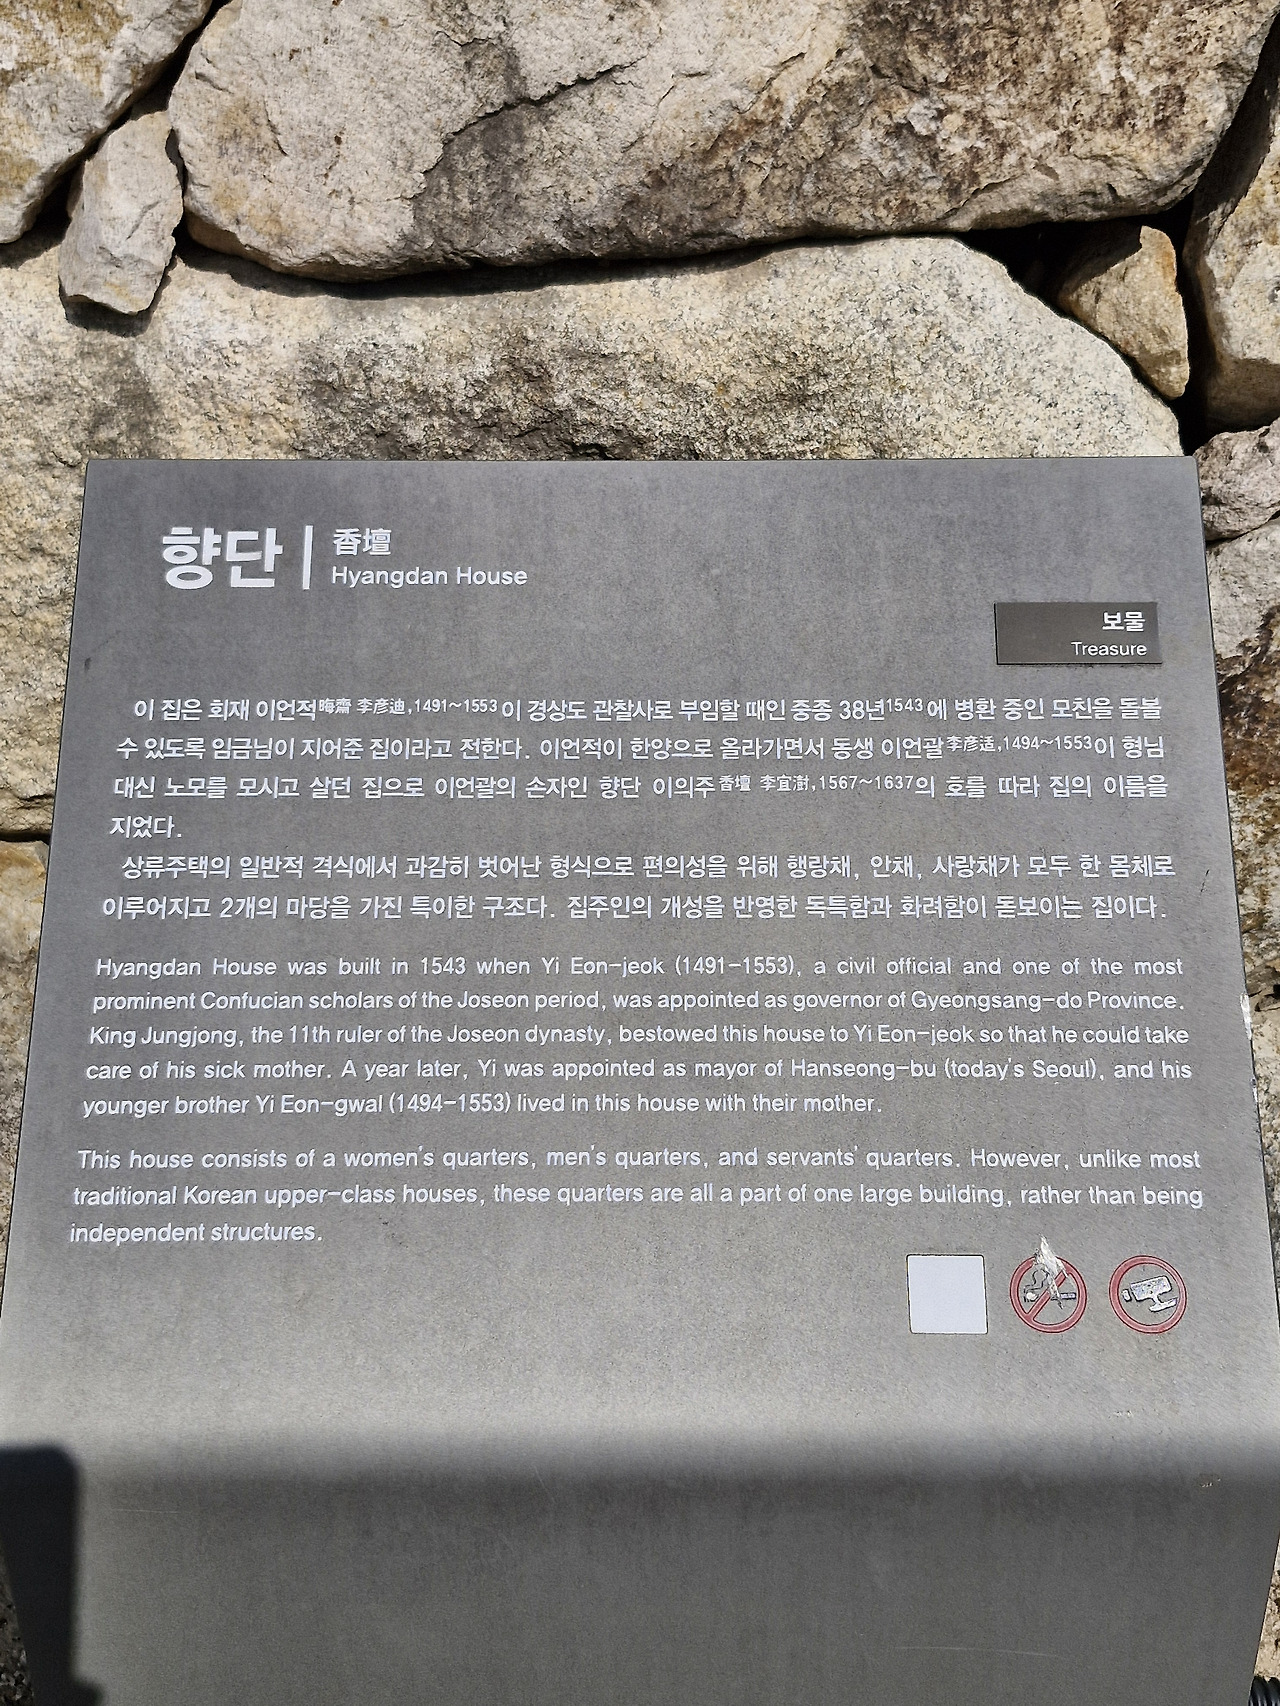 향단
香壇
Hyangdan House
보물
Treasure
이 집은 회재 이언적晦齋 李彦迪,1491~1553이 경상도 관찰사로 부임할 때인 중종 38년1543에 병환 중인 모친을 돌볼
수 있도록 임금님이 지어준 집이라고 전한다. 이언적이 한양으로 올라가면서 동생 이언괄李彦适,1494~1553이 형님
대신 노모를 모시고 살던 집으로 이언괄의 손자인 향단 이의주香壇 李宜澍,1567~1637의 호를 따라 집의 이름을
지었다.
상류주택의 일반적 격식에서 과감히 벗어난 형식으로 편의성을 위해 행랑채, 안채, 사랑채가 모두 한 몸체로
이루어지고 2개의 마당을 가진 특이한 구조다. 집주인의 개성을 반영한 독특함과 화려함이 돋보이는 집이다.
Hyangdan House was built in 1543 when Yi Eon-jeok (1491-1553), a civil official and one of the most
prominent Confucian scholars of the Joseon period, was appointed as governor of Gyeongsang-do Province.
King Jungjong, the 11th ruler of the Joseon dynasty, bestowed this house to Yi Eon-jeok so that he could take
care of his sick mother. A year later, Yi was appointed as mayor of Hanseong-bu (today's Seoul), and his
younger brother Yi Eon-gwal (1494-1553) lived in this house with their mother.
This house consists of a women's quarters, men's quarters, and servants' quarters. However, unlike most
traditional Korean upper-class houses, these quarters are all a part of one large building, rather than being
independent structures.